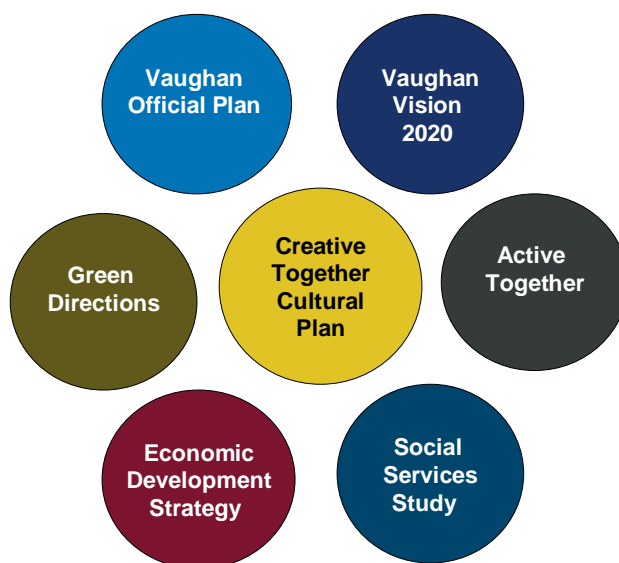 Vaughan
Official Plan
Vaughan
Vision
2020
Green
Directions
Creative
Together
Cultural
Plan
Active
Together
Economic
Development
Strategy
Social
Services
Study